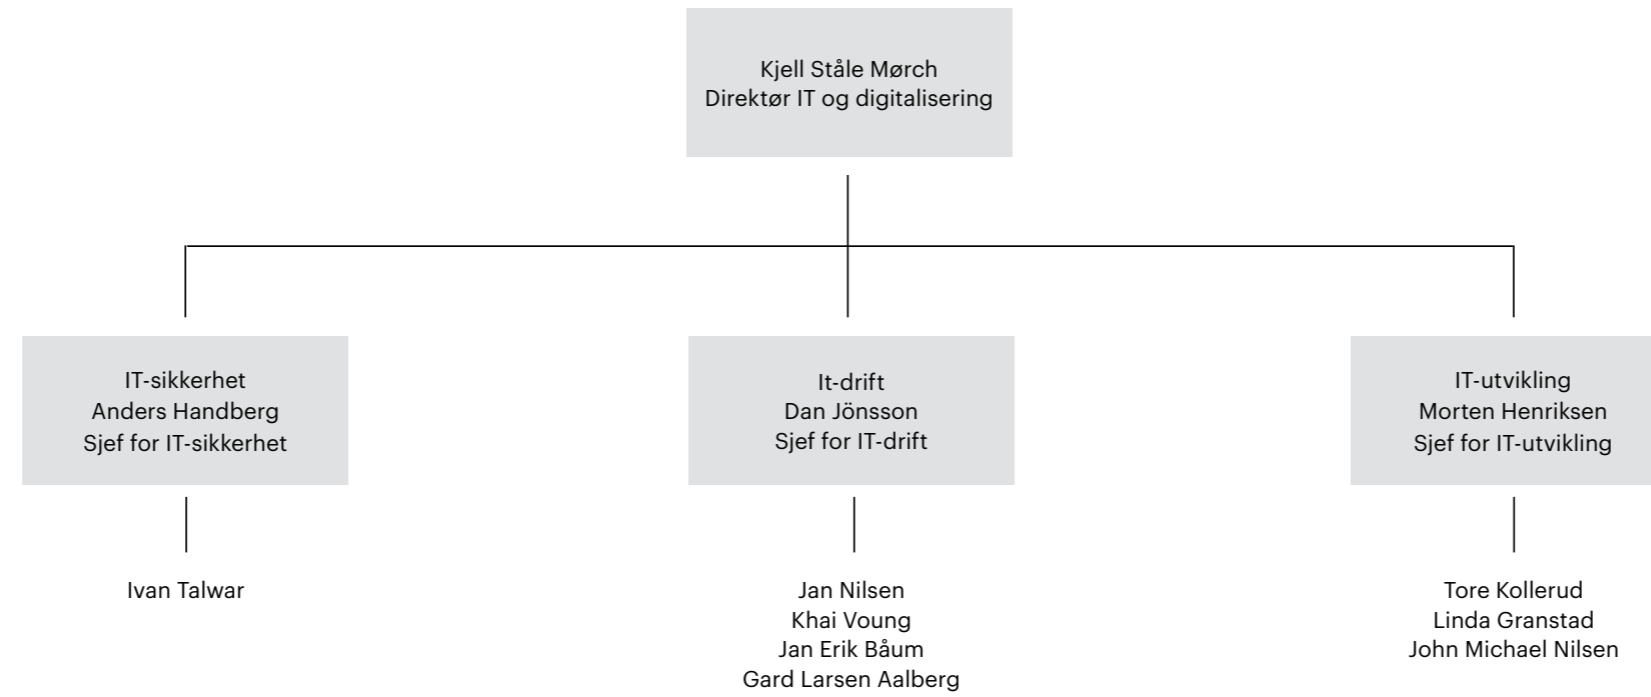 Kjell Ståle Mørch
Direktør IT og digitalisering
IT-sikkerhet
Anders Handberg
Sjef for IT-sikkerhet
It-drift
Dan Jönsson
Sjef for IT-drift
IT-utvikling
Morten Henriksen
Sjef for IT-utvikling
Ivan Talwar
Jan Nilsen
Khai Voung
Jan Erik Båum
Gard Larsen Aalberg
Tore Kollerud
Linda Granstad
John Michael Nilsen